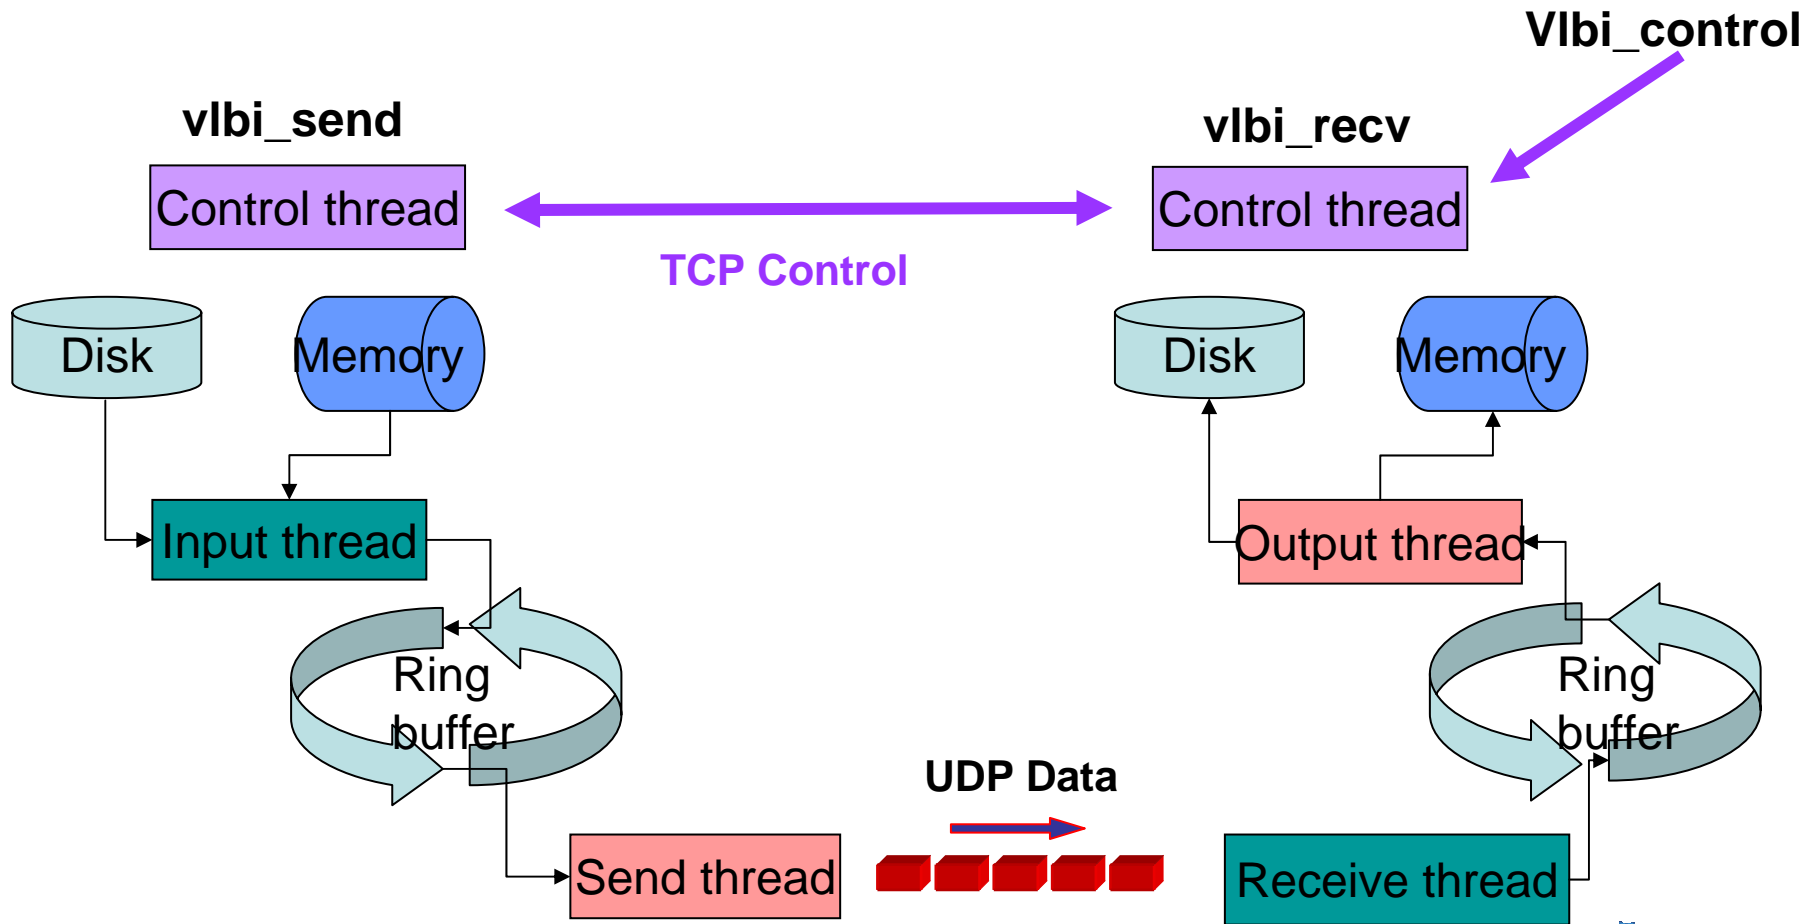 Vlbi_control
vlbi_send
vlbi_recv
Control thread
Control thread
TCP Control
Disk
Memory
Disk
Memory
Input thread
Output thread
Ring
buffer
Ring
buffer
UDP Data
Send thread
Receive thread